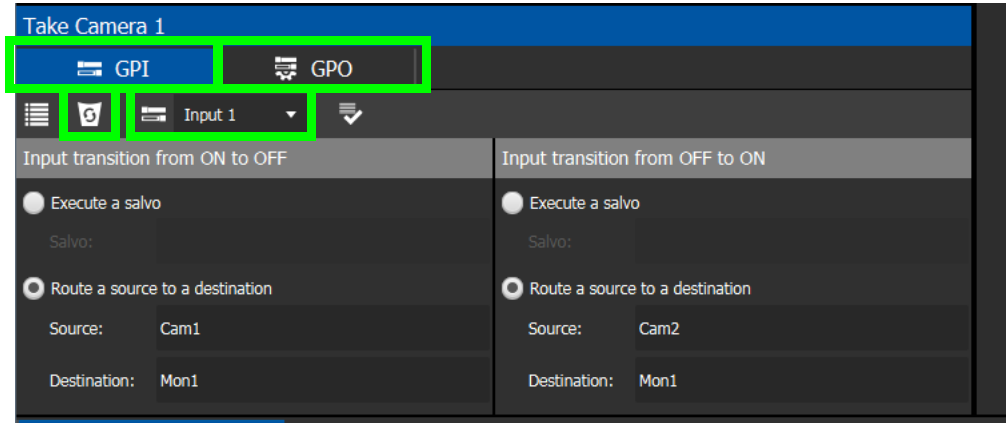 Take Camera 1
GPI GPO
Input 1
Input transition from ON to OFF Input transition from OFF to ON
Execute a salvo Execute a salvo
Salvo: Salvo:
Route a source to a destination Route a source to a destination
Source: Cam1 Source: Cam2
Destination: Mon1 Destination: Mon1